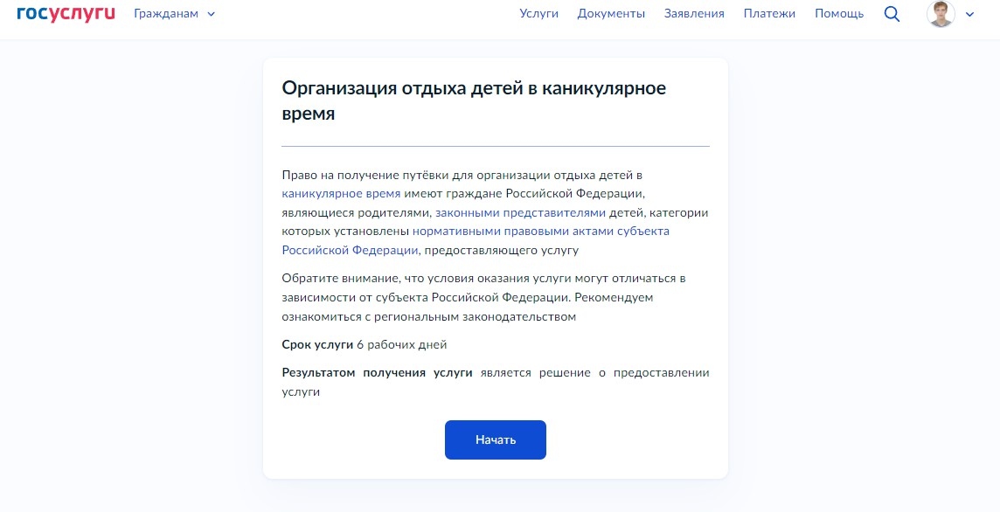 госуслуги Гражданам Услуги Документы Заявления Платежи Помощь
Организация отдыха детей в каникулярное
время
Право на получение путёвки для организации отдыха детей в
каникулярное время имеют граждане Российской Федерации,
являющиеся родителями, законными представителями детей, категории
которых установлены нормативными правовыми актами субъекта
Российской Федерации, предоставляющего услугу
Обратите внимание, что условия оказания услуги могут отличаться в
зависимости от субъекта Российской Федерации. Рекомендуем
ознакомиться с региональным законодательством
Срок услуги 6 рабочих дней
Результатом получения услуги является решение о предоставлении
услуги
Начать